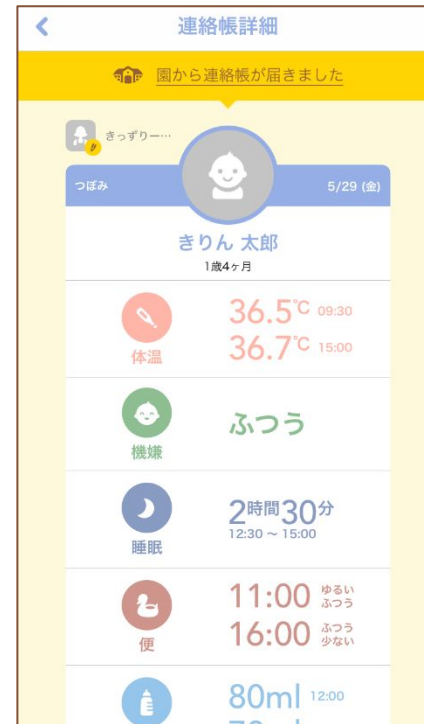 連絡帳詳細
園から連絡帳が届きました
きっずりー…
つぼみ 5/29 (金)
きりん 太郎
1歳4ヶ月
36.5℃ 09:30
36.7℃ 15:00
体温
ふつう
機嫌
2時間30分
12:30 ~ 15:00
睡眠
11:00 ゆるい ふつう
16:00 ふつう 少ない
便
80ml 12:00